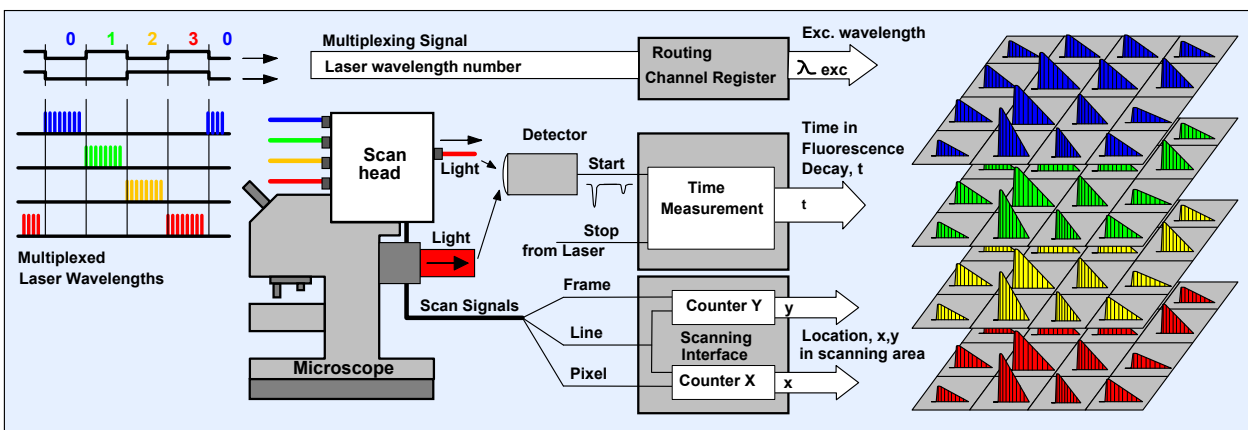 0 1 2 3 0
Multiplexing Signal
Laser wavelength number
Routing
Channel Register
Exc. wavelength
λ exc
Multiplexed
Laser Wavelengths
Scan
head
Light
Light
Detector
Start
Stop
from Laser
Time
Measurement
Time in
Fluorescence
Decay, t
t
Microscope
Scan Signals
Frame
Line
Pixel
Counter Y
Scanning
Interface
Counter X
y
x
Location, x,y
in scanning area